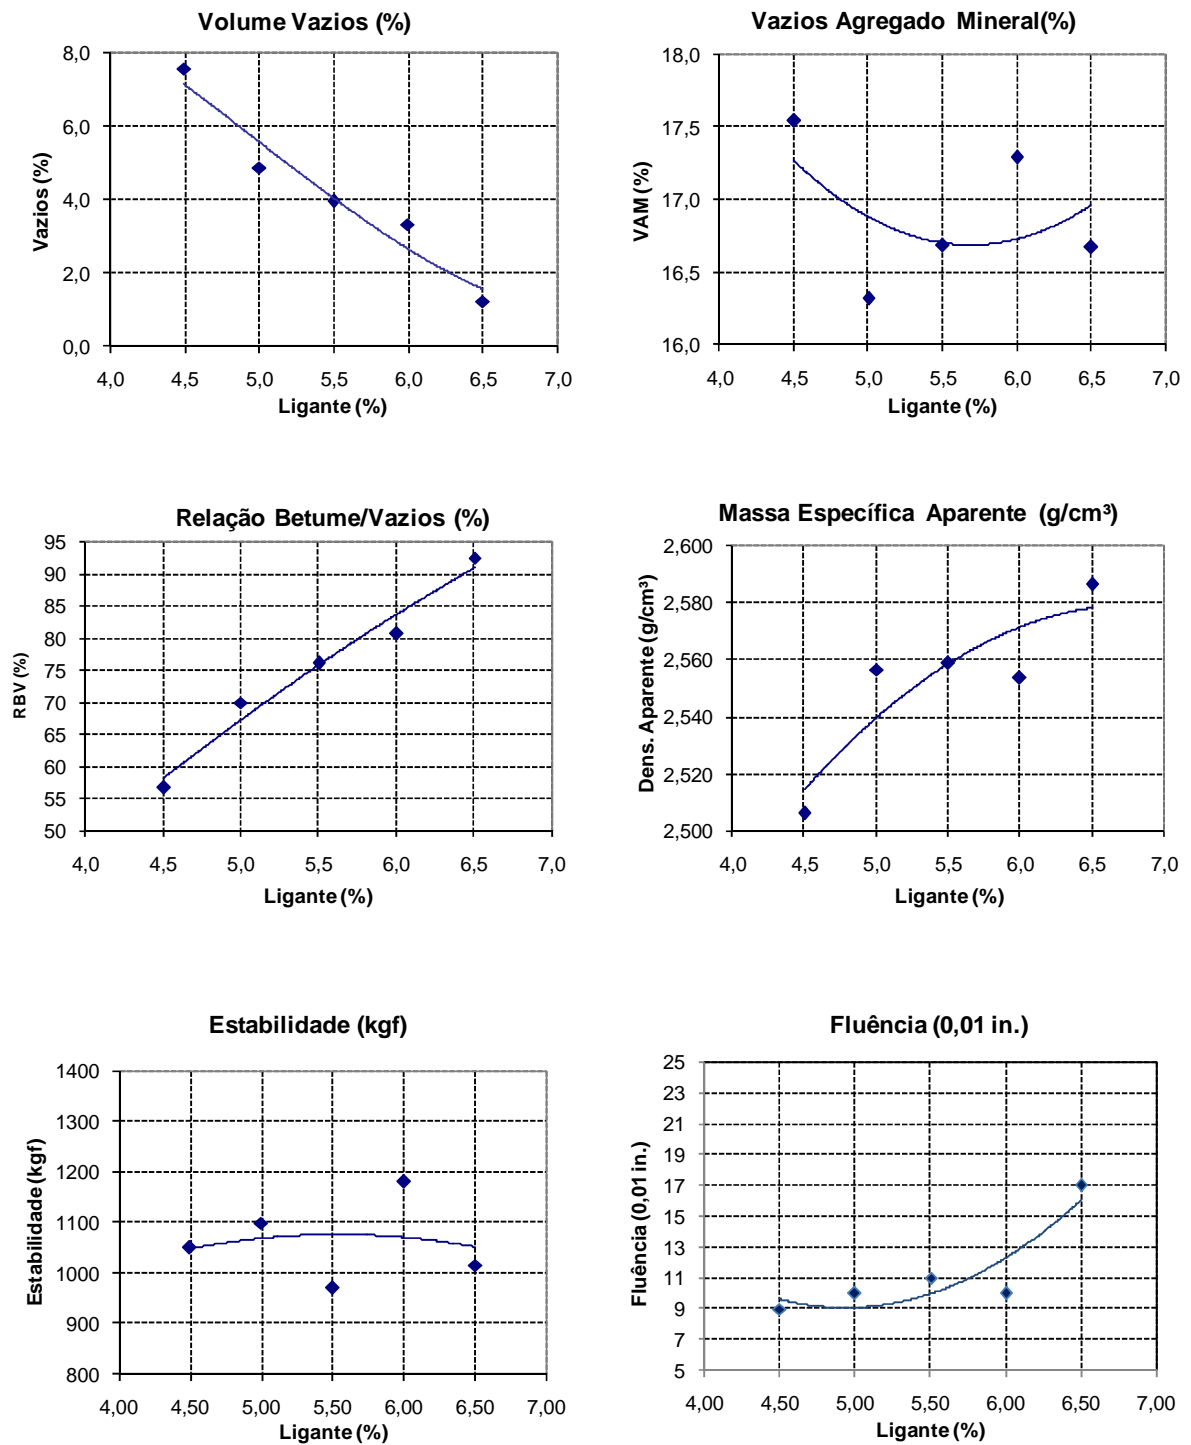 Volume Vazios (%)
8,0
6,0
4,0
2,0
0,0
Vazios (%)
4,0 4,5 5,0 5,5 6,0 6,5 7,0
Ligante (%)
Vazios Agregado Mineral(%)
18,0
17,5
17,0
16,5
16,0
VAM (%)
4,0 4,5 5,0 5,5 6,0 6,5 7,0
Ligante (%)
Relação Betume/Vazios (%)
95
90
85
80
75
70
65
60
55
50
RBV (%)
4,0 4,5 5,0 5,5 6,0 6,5 7,0
Ligante (%)
Massa Específica Aparente (g/cm³)
2,600
2,580
2,560
2,540
2,520
2,500
Dens. Aparente (g/cm³)
4,0 4,5 5,0 5,5 6,0 6,5 7,0
Ligante (%)
Estabilidade (kgf)
1400
1300
1200
1100
1000
900
800
Estabilidade (kgf)
4,00 4,50 5,00 5,50 6,00 6,50 7,00
Ligante (%)
Fluência (0,01 in.)
25
23
21
19
17
15
13
11
9
7
5
Fluência (0,01 in.)
4,00 4,50 5,00 5,50 6,00 6,50 7,00
Ligante (%)